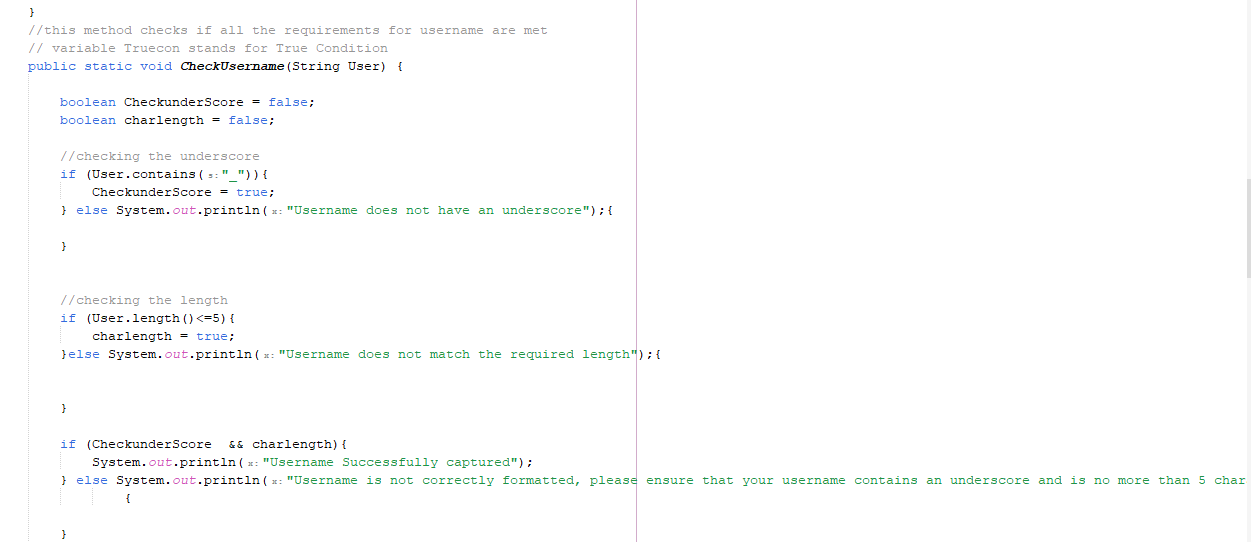 }
//this method checks if all the requirements for username are met
// variable Truecon stands for True Condition
public static void CheckUsername(String User) {
boolean CheckunderScore = false;
boolean charlength = false;
//checking the underscore
if (User.contains( s: "_")){
CheckunderScore = true;
} else System.out.println( x: "Username does not have an underscore");{
}
//checking the length
if (User.length()<=5){
charlength = true;
}else System.out.println( x: "Username does not match the required length");{
}
if (CheckunderScore  && charlength){
System.out.println( x: "Username Successfully captured");
} else System.out.println( x: "Username is not correctly formatted, please ensure that your username contains an underscore and is no more than 5 char
{
}